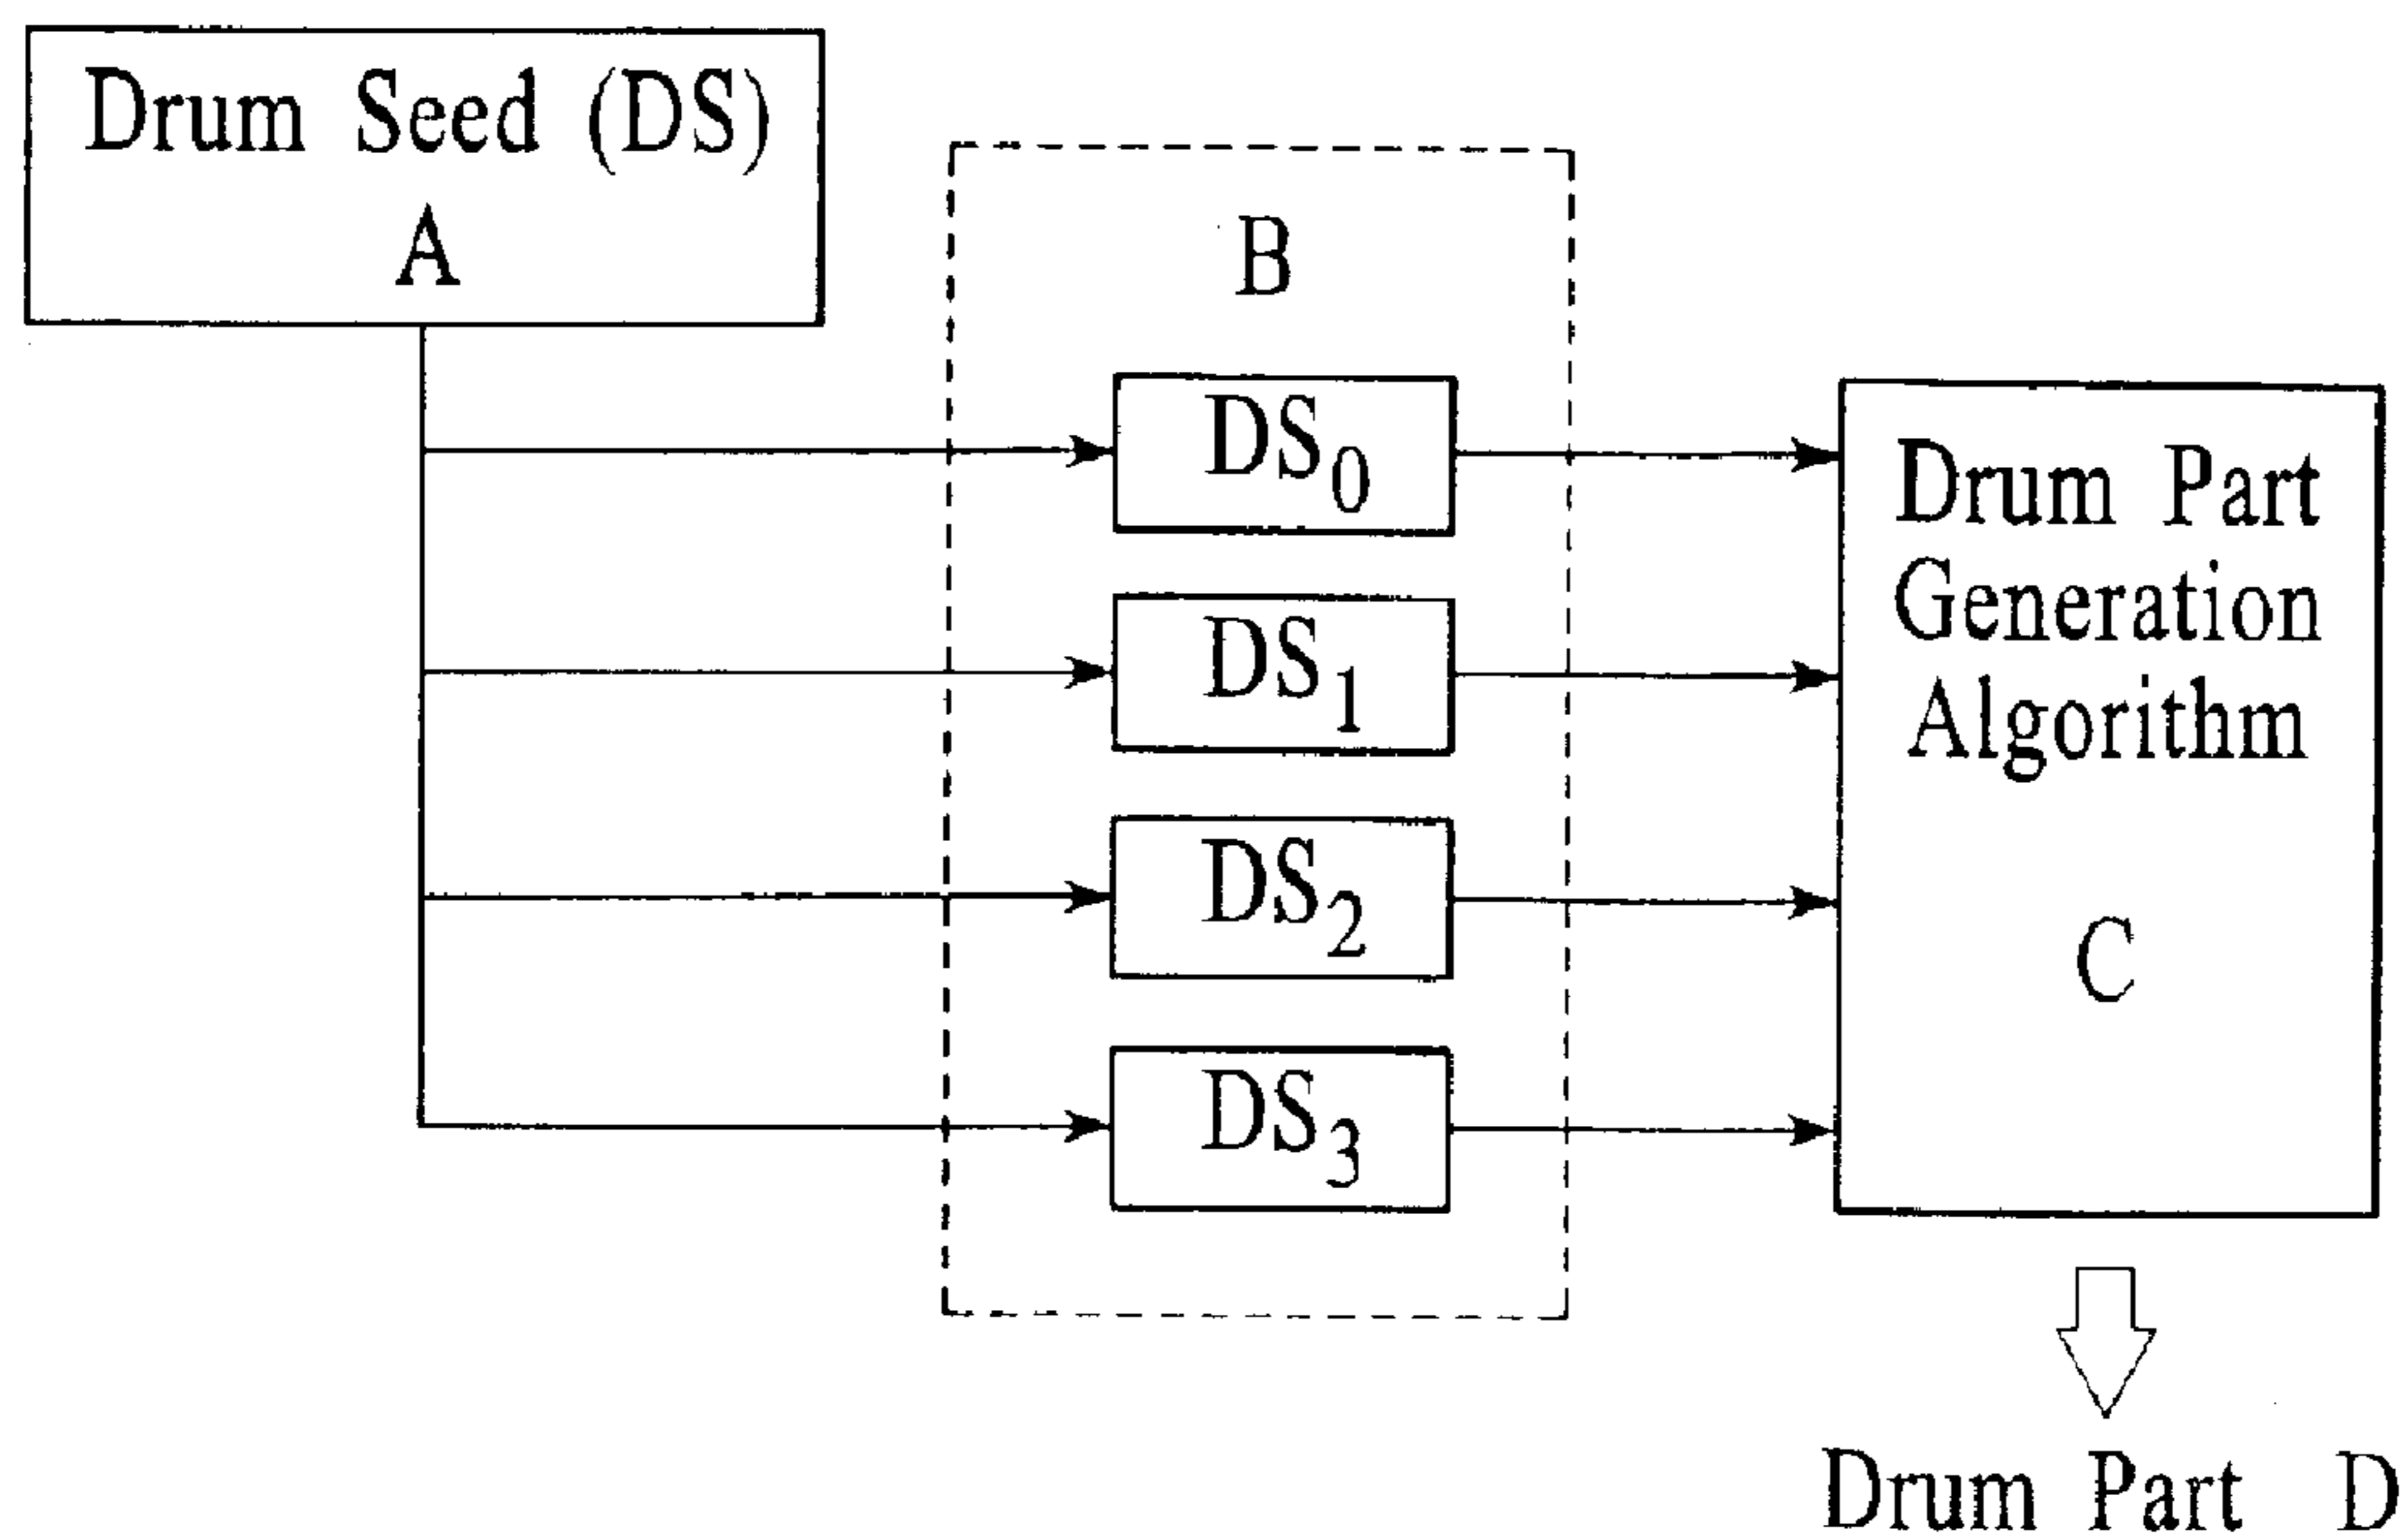 Drum Seed (DS)
A
B
DS0
DS1
DS2
DS3
Drum Part
Generation
Algorithm
C
Drum Part D